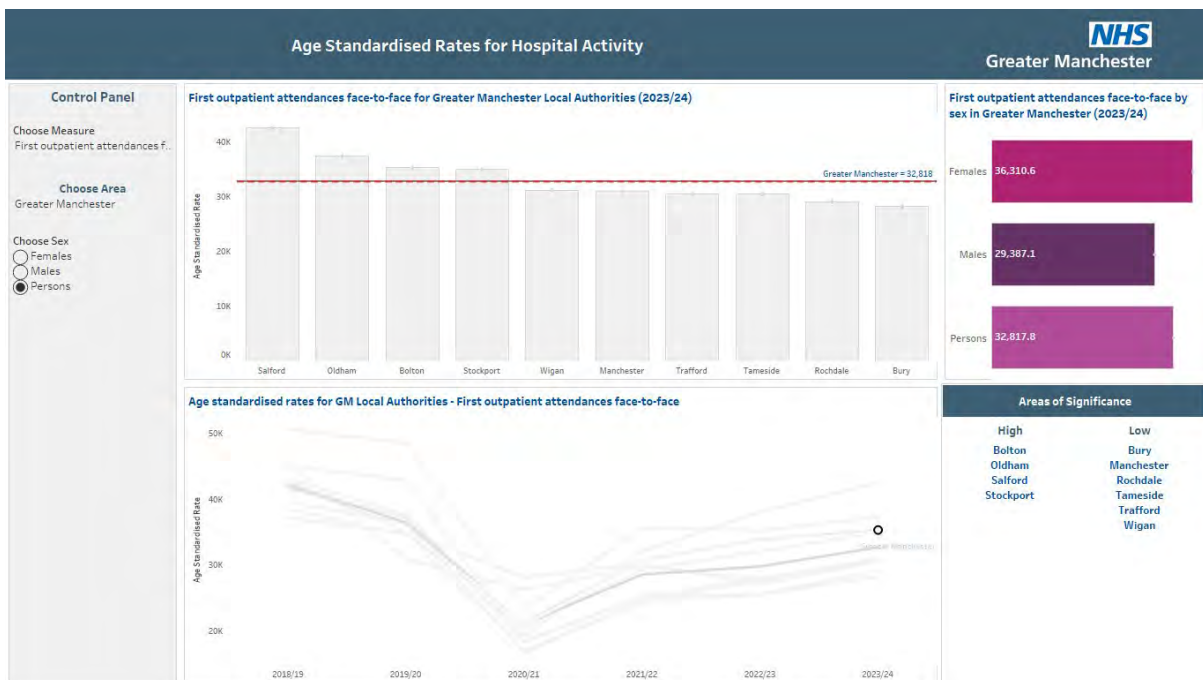 Age Standardised Rates for Hospital Activity
NHS
Greater Manchester
Control Panel
Choose Measure
First outpatient attendances f..
Choose Area
Greater Manchester
Choose Sex
Females
Males
Persons
First outpatient attendances face-to-face for Greater Manchester Local Authorities (2023/24)
Age Standardised Rate
40K
30K
20K
10K
0K
Greater Manchester = 32,818
Salford
Oldham
Bolton
Stockport
Wigan
Manchester
Trafford
Tameside
Rochdale
Bury
First outpatient attendances face-to-face by
sex in Greater Manchester (2023/24)
Females
36,310.6
Males
29,387.1
Persons
32,817.8
Age standardised rates for GM Local Authorities - First outpatient attendances face-to-face
Age Standardised Rate
50K
40K
30K
20K
Greater Manchester
2018/19
2019/20
2020/21
2021/22
2022/23
2023/24
Areas of Significance
High
Low
Bolton
Bury
Oldham
Manchester
Salford
Rochdale
Stockport
Tameside
Trafford
Wigan